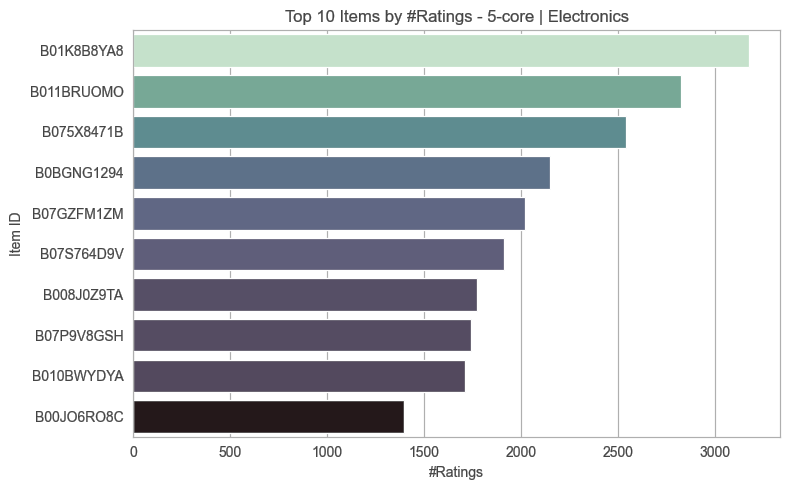 Top 10 Items by #Ratings - 5-core | Electronics
Item ID
B01K8B8YA8
B011BRUOMO
B075X8471B
B0BGNG1294
B07GZFM1ZM
B07S764D9V
B008J0Z9TA
B07P9V8GSH
B010BWYDYA
B00JO6RO8C
0 500 1000 1500 2000 2500 3000
#Ratings